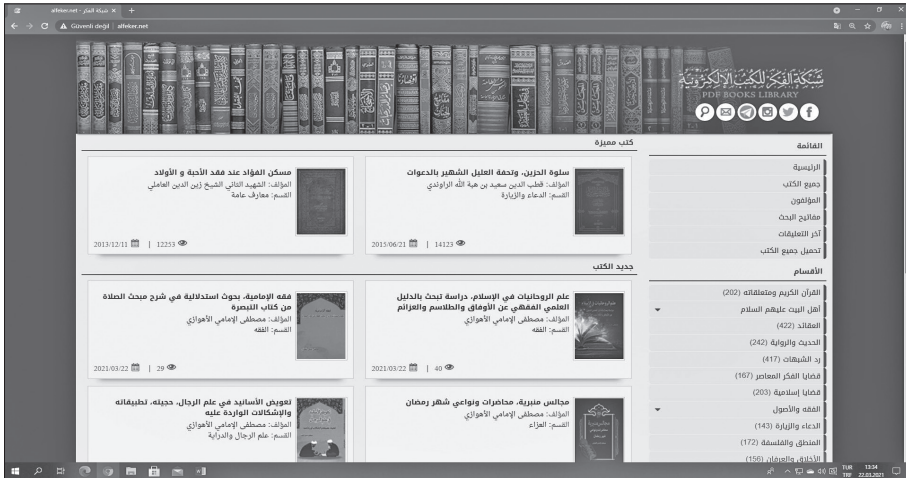 alfeker.net - شبكة الفكر
Güvenli değil | alfeker.net
شبكة الفكر للكتب الإلكترونية
PDF BOOKS LIBRARY
القائمة
الرئيسية
جميع الكتب
المؤلفون
مفاتيح البحث
آخر التعليقات
تحميل جميع الكتب
الأقسام
القرآن الكريم ومتعلقاته (202)
أهل البيت عليهم السلام
العقائد (422)
الحديث والرواية (242)
رد الشبهات (417)
قضايا الفكر المعاصر (167)
قضايا إسلامية (203)
الفقه والأصول
الدعاء والزيارة (143)
المنطق والفلسفة (172)
الأخلاق والعرفان (156)
كتب مميزة
سلوة الحزين، وتحفة العليل الشهير بالدعوات
المؤلف: قطب الدين سعيد بن هبة الله الراوندي
القسم: الدعاء والزيارة
2015/06/21 | 14123
مسكن الفؤاد عند فقد الأحبة و الأولاد
المؤلف: الشهيد الثاني الشيخ زين الدين العاملي
القسم: معارف عامة
2013/12/11 | 12253
جديد الكتب
علم الروحانيات في الإسلام، دراسة تبحث بالدليل
العلمي الفقهي عن الأوفاق والطلاسم والعزائم
المؤلف: مصطفى الإمامي الأهوازي
القسم: الفقه
2021/03/22 | 40
فقه الإمامية، بحوث استدلالية في شرح مبحث الصلاة
من كتاب التبصرة
المؤلف: مصطفى الإمامي الأهوازي
القسم: الفقه
2021/03/22 | 29
مجالس منبرية، محاضرات ونواعي شهر رمضان
المؤلف: مصطفى الإمامي الأهوازي
القسم: العزاء
تعويض الأسانيد في علم الرجال، حجيته، تطبيقاته
والإشكالات الواردة عليه
المؤلف: مصطفى الإمامي الأهوازي
القسم: علم الرجال والدراية
TUR 13:34
TRF 22.03.2021